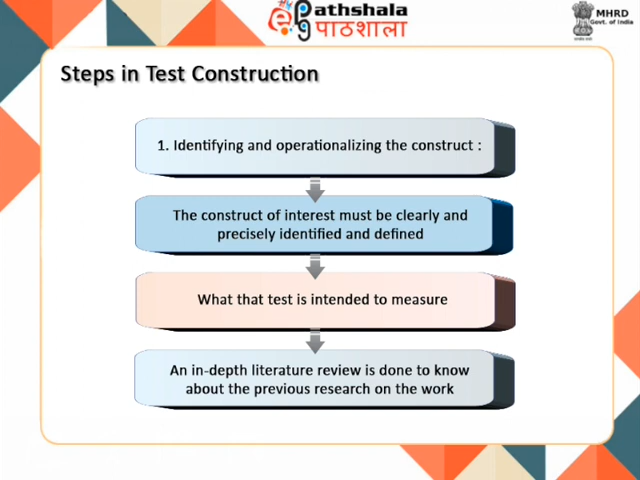 athshala
पाठशाला
MHRD
Govt. of India
Steps in Test Construction
1. Identifying and operationalizing the construct :
The construct of interest must be clearly and
precisely identified and defined
What that test is intended to measure
An in-depth literature review is done to know
about the previous research on the work